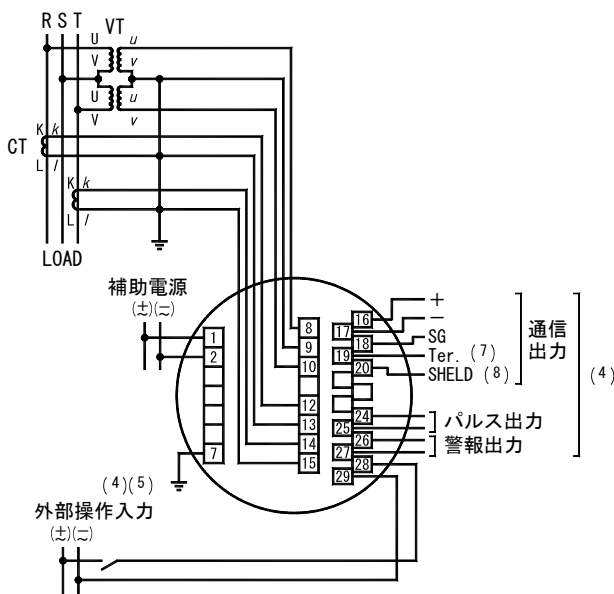 R S T
VT
U u
V v
U u
V v
K k
CT
L l
K k
L l
LOAD
補助電源
(±)(∓)
1
2
7
8
9
10
12
13
14
15
16
17
18
19
20
24
25
26
27
28
29
+
−
SG
Ter. (7)
SHELD (8)
通信
出力
(4)
パルス出力
警報出力
(4)(5)
外部操作入力
(±)(∓)